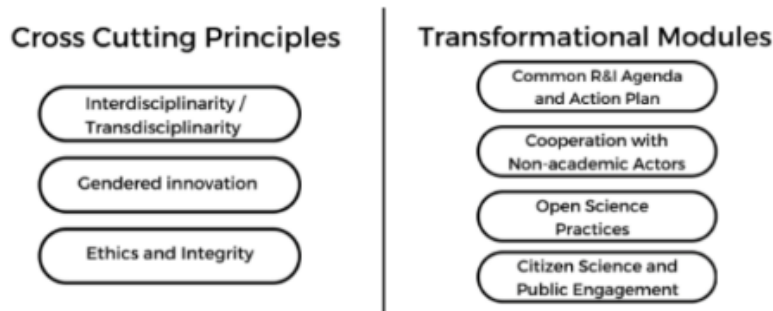 Cross Cutting Principles
Interdisciplinarity /
Transdisciplinarity
Gendered innovation
Ethics and Integrity
Transformational Modules
Common R&I Agenda
and Action Plan
Cooperation with
Non-academic Actors
Open Science
Practices
Citizen Science and
Public Engagement